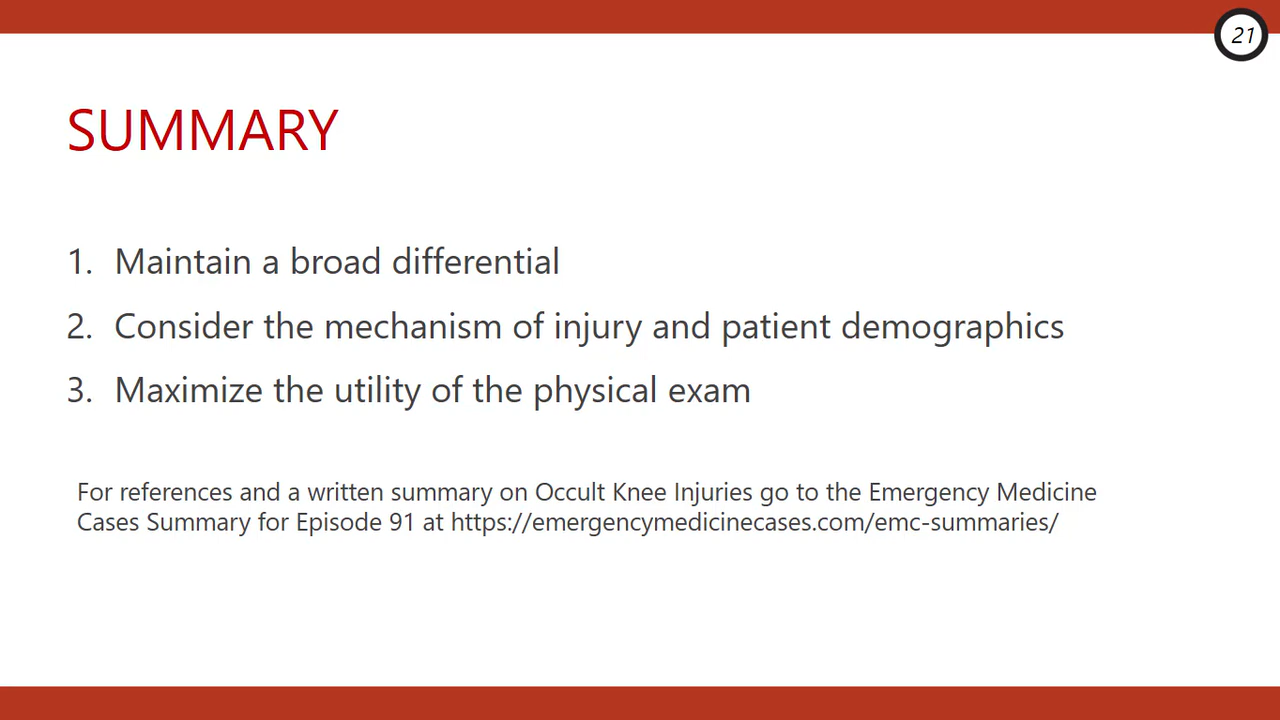 21
SUMMARY
1. Maintain a broad differential
2. Consider the mechanism of injury and patient demographics
3. Maximize the utility of the physical exam
For references and a written summary on Occult Knee Injuries go to the Emergency Medicine
Cases Summary for Episode 91 at https://emergencymedicinecases.com/emc-summaries/